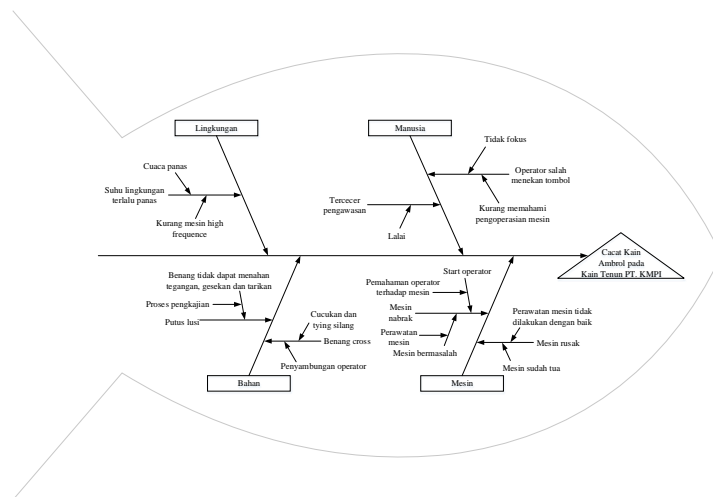 Lingkungan
Manusia
Tidak fokus
Cuaca panas
Operator salah
menekan tombol
Suhu lingkungan
terlalu panas
Kurang mesin high
frequence
Tercecer
pengawasan
Kurang memahami
pengoperasian mesin
Lalai
Cacat Kain
Ambrol pada
Kain Tenun PT. KMPI
Benang tidak dapat menahan
tegangan, gesekan dan tarikan
Proses pengkajian
Putus lusi
Cucukan dan
tying silang
Benang cross
Penyambungan operator
Bahan
Start operator
Pemahaman operator
terhadap mesin
Mesin
nabrak
Perawatan
mesin
Mesin bermasalah
Perawatan mesin tidak
dilakukan dengan baik
Mesin rusak
Mesin sudah tua
Mesin